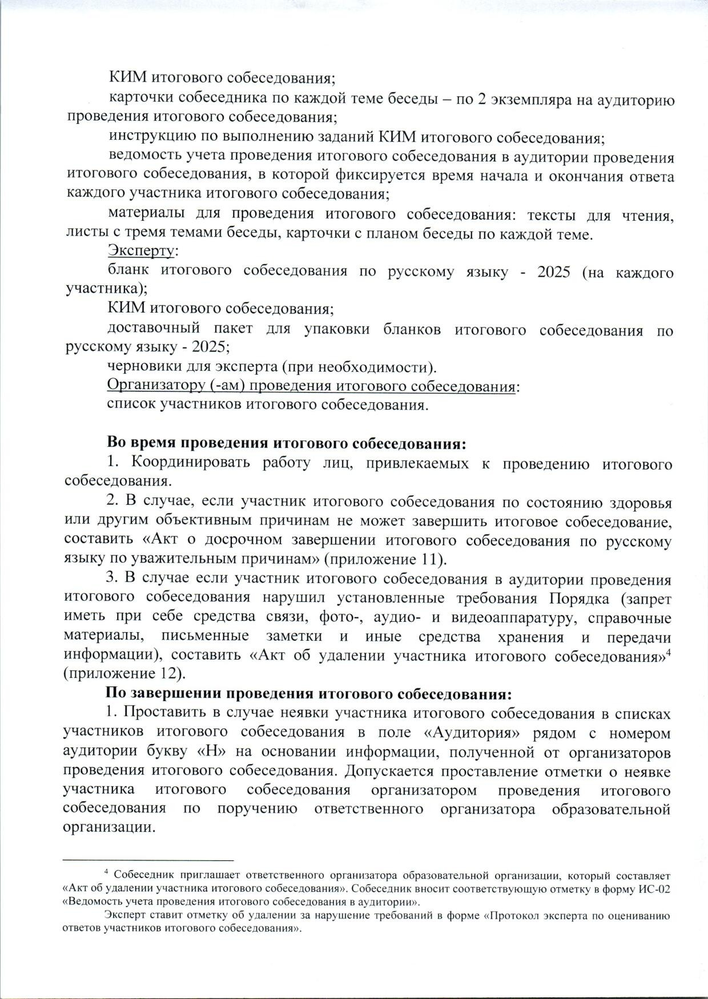 КИМ итогового собеседования;
карточки собеседника по каждой теме беседы – по 2 экземпляра на аудиторию
проведения итогового собеседования;
инструкцию по выполнению заданий КИМ итогового собеседования;
ведомость учета проведения итогового собеседования в аудитории проведения
итогового собеседования, в которой фиксируется время начала и окончания ответа
каждого участника итогового собеседования;
материалы для проведения итогового собеседования: тексты для чтения,
листы с тремя темами беседы, карточки с планом беседы по каждой теме.
Эксперту:
бланк итогового собеседования по русскому языку - 2025 (на каждого
участника);
КИМ итогового собеседования;
доставочный пакет для упаковки бланков итогового собеседования по
русскому языку - 2025;
черновики для эксперта (при необходимости).
Организатору (-ам) проведения итогового собеседования:
список участников итогового собеседования.
Во время проведения итогового собеседования:
1. Координировать работу лиц, привлекаемых к проведению итогового
собеседования.
2. В случае, если участник итогового собеседования по состоянию здоровья
или другим объективным причинам не может завершить итоговое собеседование,
составить «Акт о досрочном завершении итогового собеседования по русскому
языку по уважительным причинам» (приложение 11).
3. В случае если участник итогового собеседования в аудитории проведения
итогового собеседования нарушил установленные требования Порядка (запрет
иметь при себе средства связи, фото-, аудио- и видеоаппаратуру, справочные
материалы, письменные заметки и иные средства хранения и передачи
информации), составить «Акт об удалении участника итогового собеседования»4
(приложение 12).
По завершении проведения итогового собеседования:
1. Проставить в случае неявки участника итогового собеседования в списках
участников итогового собеседования в поле «Аудитория» рядом с номером
аудитории букву «Н» на основании информации, полученной от организаторов
проведения итогового собеседования. Допускается проставление отметки о неявке
участника итогового собеседования организатором проведения итогового
собеседования по поручению ответственного организатора образовательной
организации.
4 Собеседник приглашает ответственного организатора образовательной организации, который составляет
«Акт об удалении участника итогового собеседования». Собеседник вносит соответствующую отметку в форму ИС-02
«Ведомость учета проведения итогового собеседования в аудитории».
Эксперт ставит отметку об удалении за нарушение требований в форме «Протокол эксперта по оцениванию
ответов участников итогового собеседования».